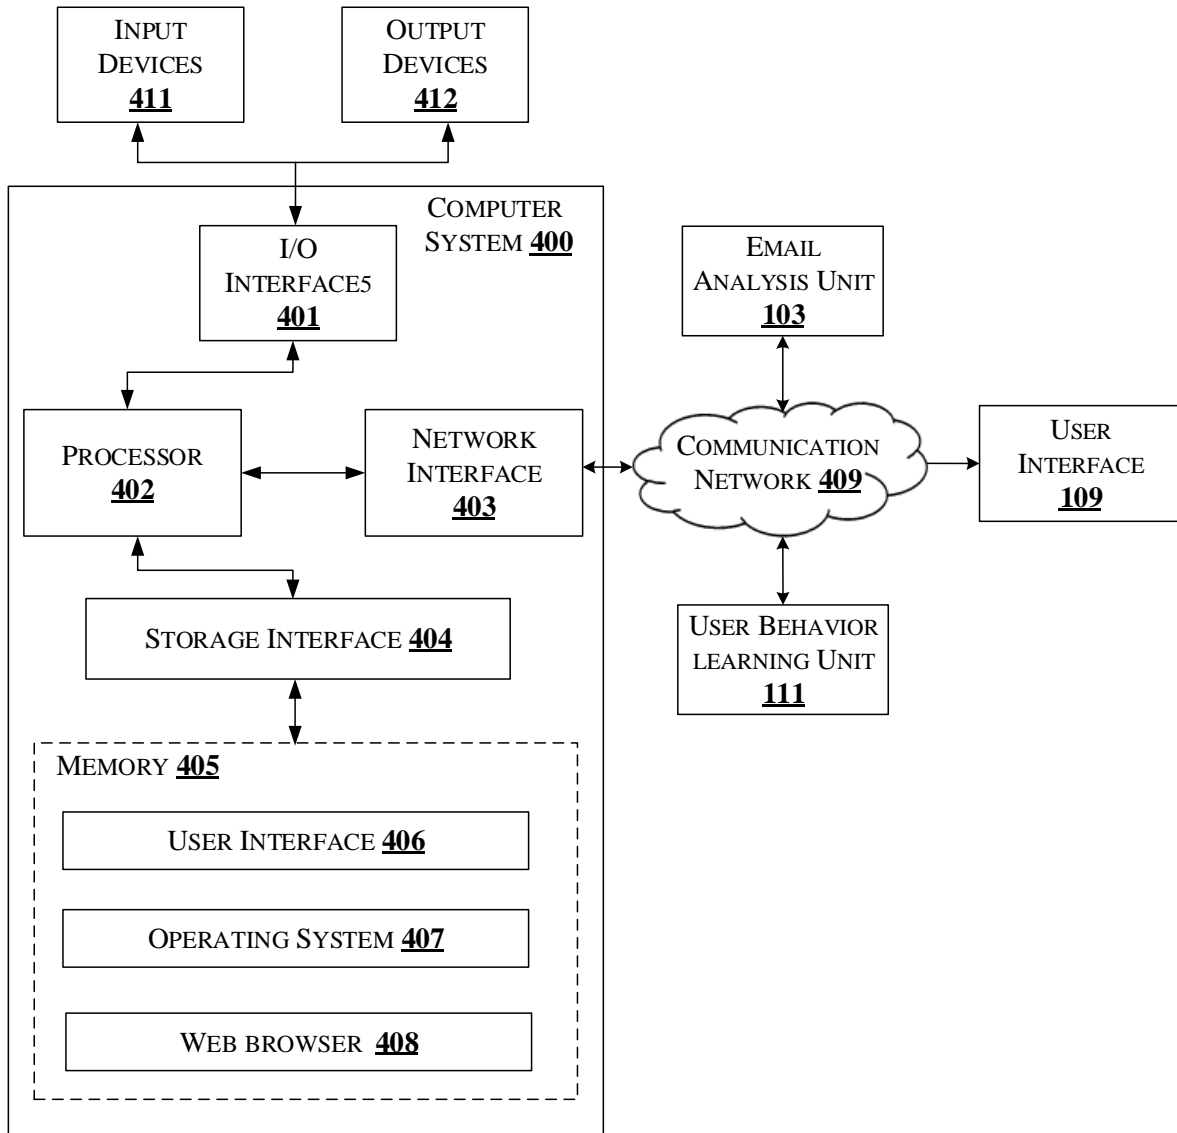 INPUT
DEVICES
411
OUTPUT
DEVICES
412
COMPUTER
SYSTEM 400
I/O
INTERFACE5
401
EMAIL
ANALYSIS UNIT
103
PROCESSOR
402
NETWORK
INTERFACE
403
COMMUNICATION
NETWORK 409
USER
INTERFACE
109
STORAGE INTERFACE 404
USER BEHAVIOR
LEARNING UNIT
111
MEMORY 405
USER INTERFACE 406
OPERATING SYSTEM 407
WEB BROWSER 408